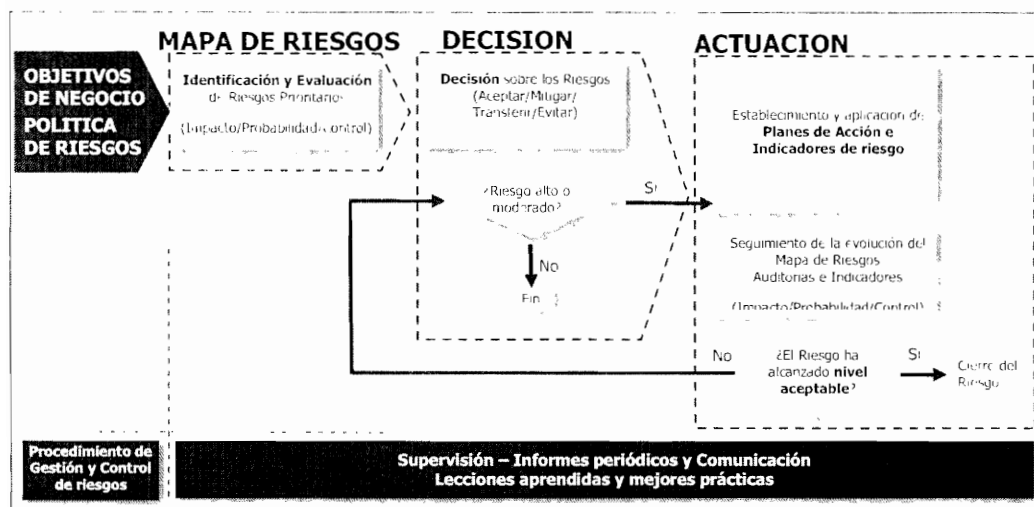 MAPA DE RIESGOS
DECISION
ACTUACION
OBJETIVOS
DE NEGOCIO
POLITICA
DE RIESGOS
Identificación y Evaluación
de Riesgos Prioritarios
(Impacto/Probabilidad/Control)
Decisión sobre los Riesgos
(Aceptar/Mitigar/
Transferir/Evitar)
Establecimiento y aplicación de
Planes de Acción e
Indicadores de riesgo
¿Riesgo alto o
moderado?
Si
No
Fin
Seguimiento de la evolución del
Mapa de Riesgos
Auditorias e Indicadores
(Impacto/Probabilidad/Control)
No
¿El Riesgo ha
alcanzado nivel
aceptable?
Si
Cierre del
Riesgo
Procedimiento de
Gestión y Control
de riesgos
Supervisión – Informes periódicos y Comunicación
Lecciones aprendidas y mejores prácticas